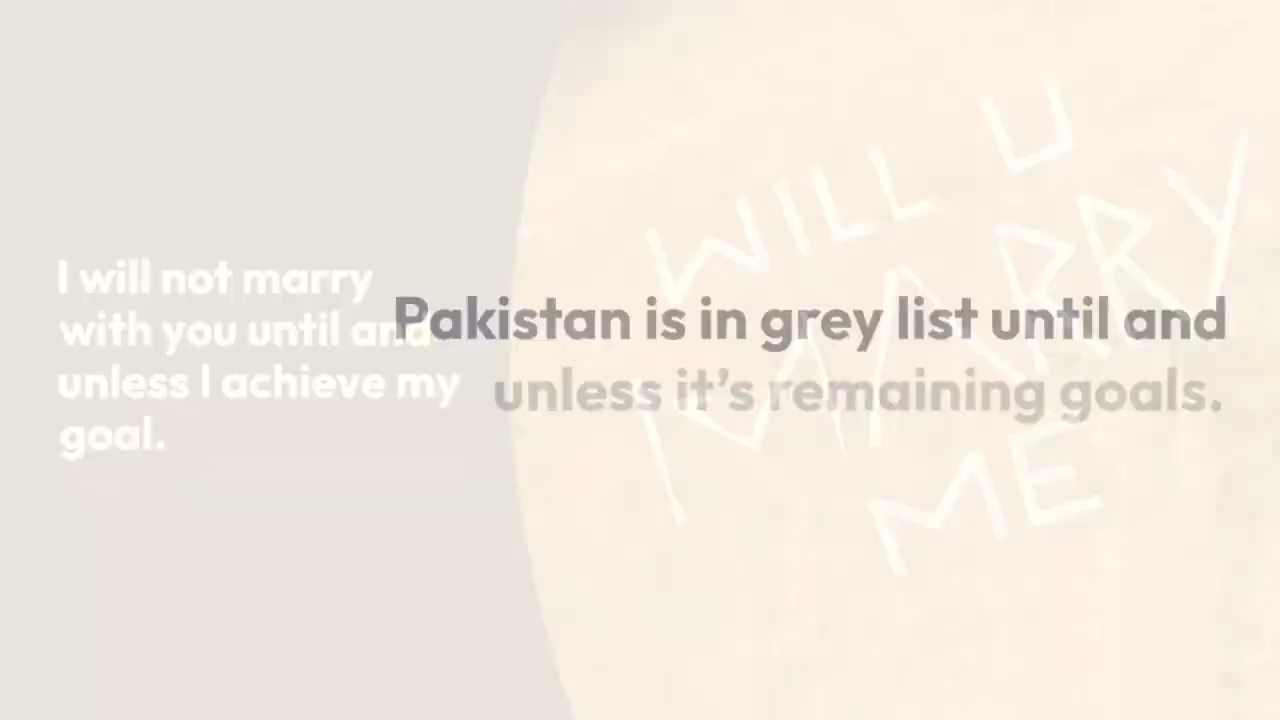 I will not marry
with you until and
unless I achieve my
goal.
Pakistan is in grey list until and
unless it's remaining goals.
WILL U
MARRY
ME